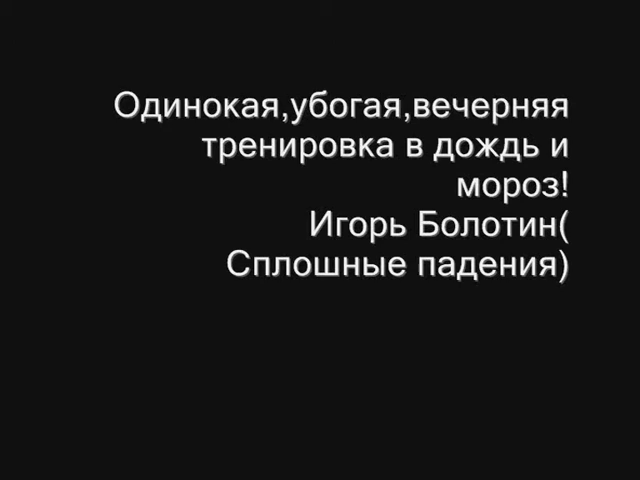 Одинокая,убогая,вечерняя
тренировка в дождь и
мороз!
Игорь Болотин(
Сплошные падения)